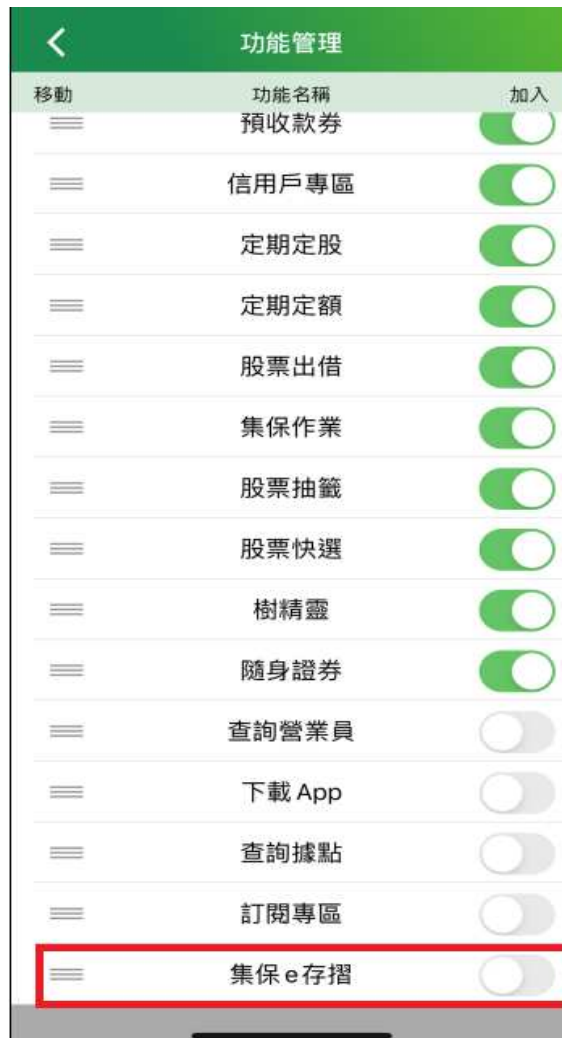 功能管理
移動 功能名稱 加入
預收款券
信用戶專區
定期定股
定期定額
股票出借
集保作業
股票抽籤
股票快選
樹精靈
隨身證券
查詢營業員
下載 App
查詢據點
訂閱專區
集保e存摺